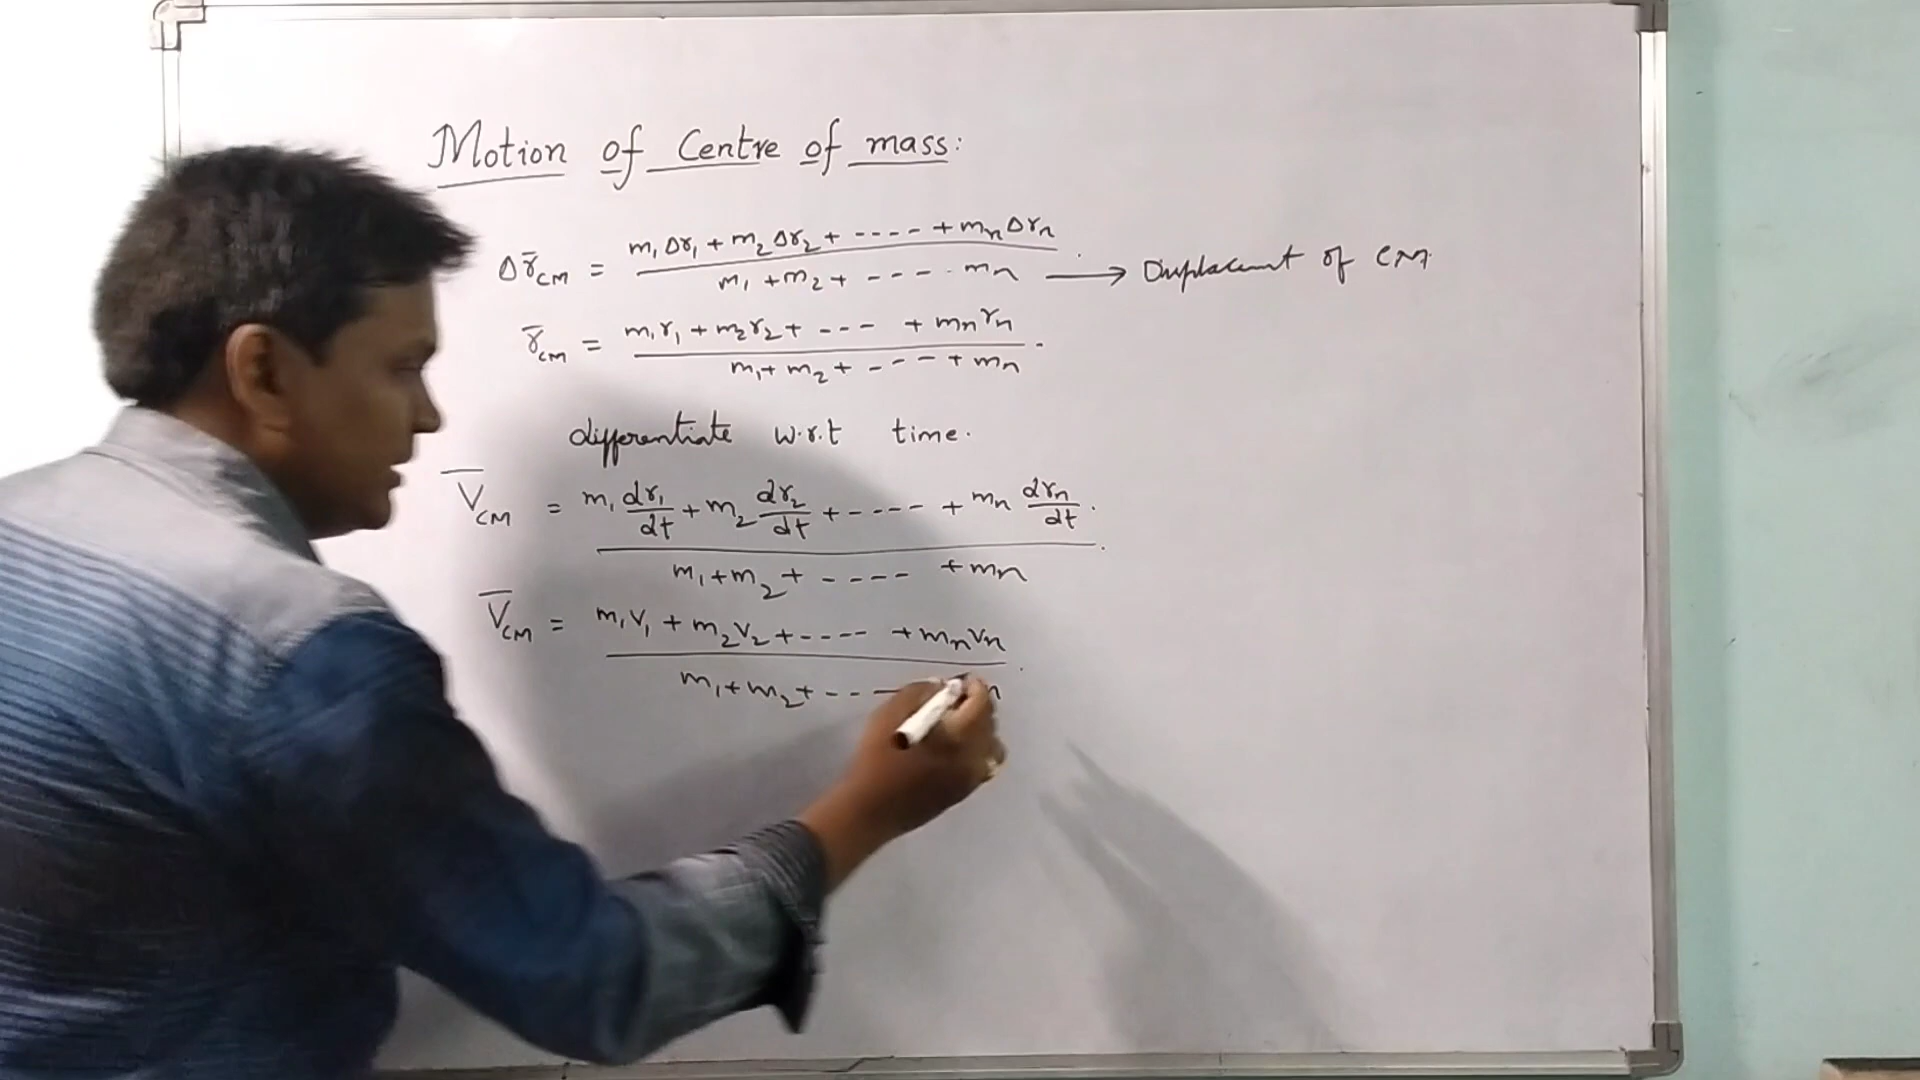 Motion of Centre of mass:
Δr̄CM = m₁Δr₁ + m₂Δr₂ + ---- + mₙΔrₙ / m₁ + m₂ + ---- mₙ → Displacement of CM
r̄CM = m₁r₁ + m₂r₂ + --- + mₙrₙ / m₁ + m₂ + ---- + mₙ
differentiate w.r.t time.
V̄CM = m₁ dr₁/dt + m₂ dr₂/dt + ---- + mₙ drₙ/dt / m₁ + m₂ + ---- + mₙ
V̄CM = m₁v₁ + m₂v₂ + ---- + mₙvₙ / m₁ + m₂ + ---